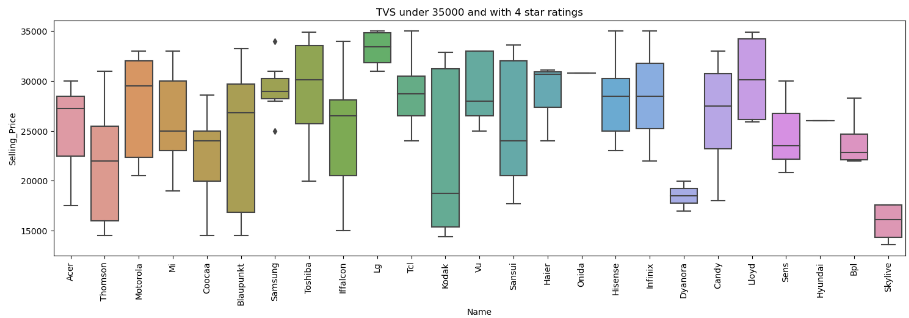 TVS under 35000 and with 4 star ratings
35000
30000
25000
20000
15000
Selling_Price
Acer
Thomson
Motorola
Mi
Coocaa
Blaupunkt
Samsung
Toshiba
Iffalcon
Lg
Tcl
Kodak
Vu
Sansui
Haier
Onida
Hisense
Infinix
Dyanora
Candy
Lloyd
Sens
Hyundai
Bpl
Skylive
Name